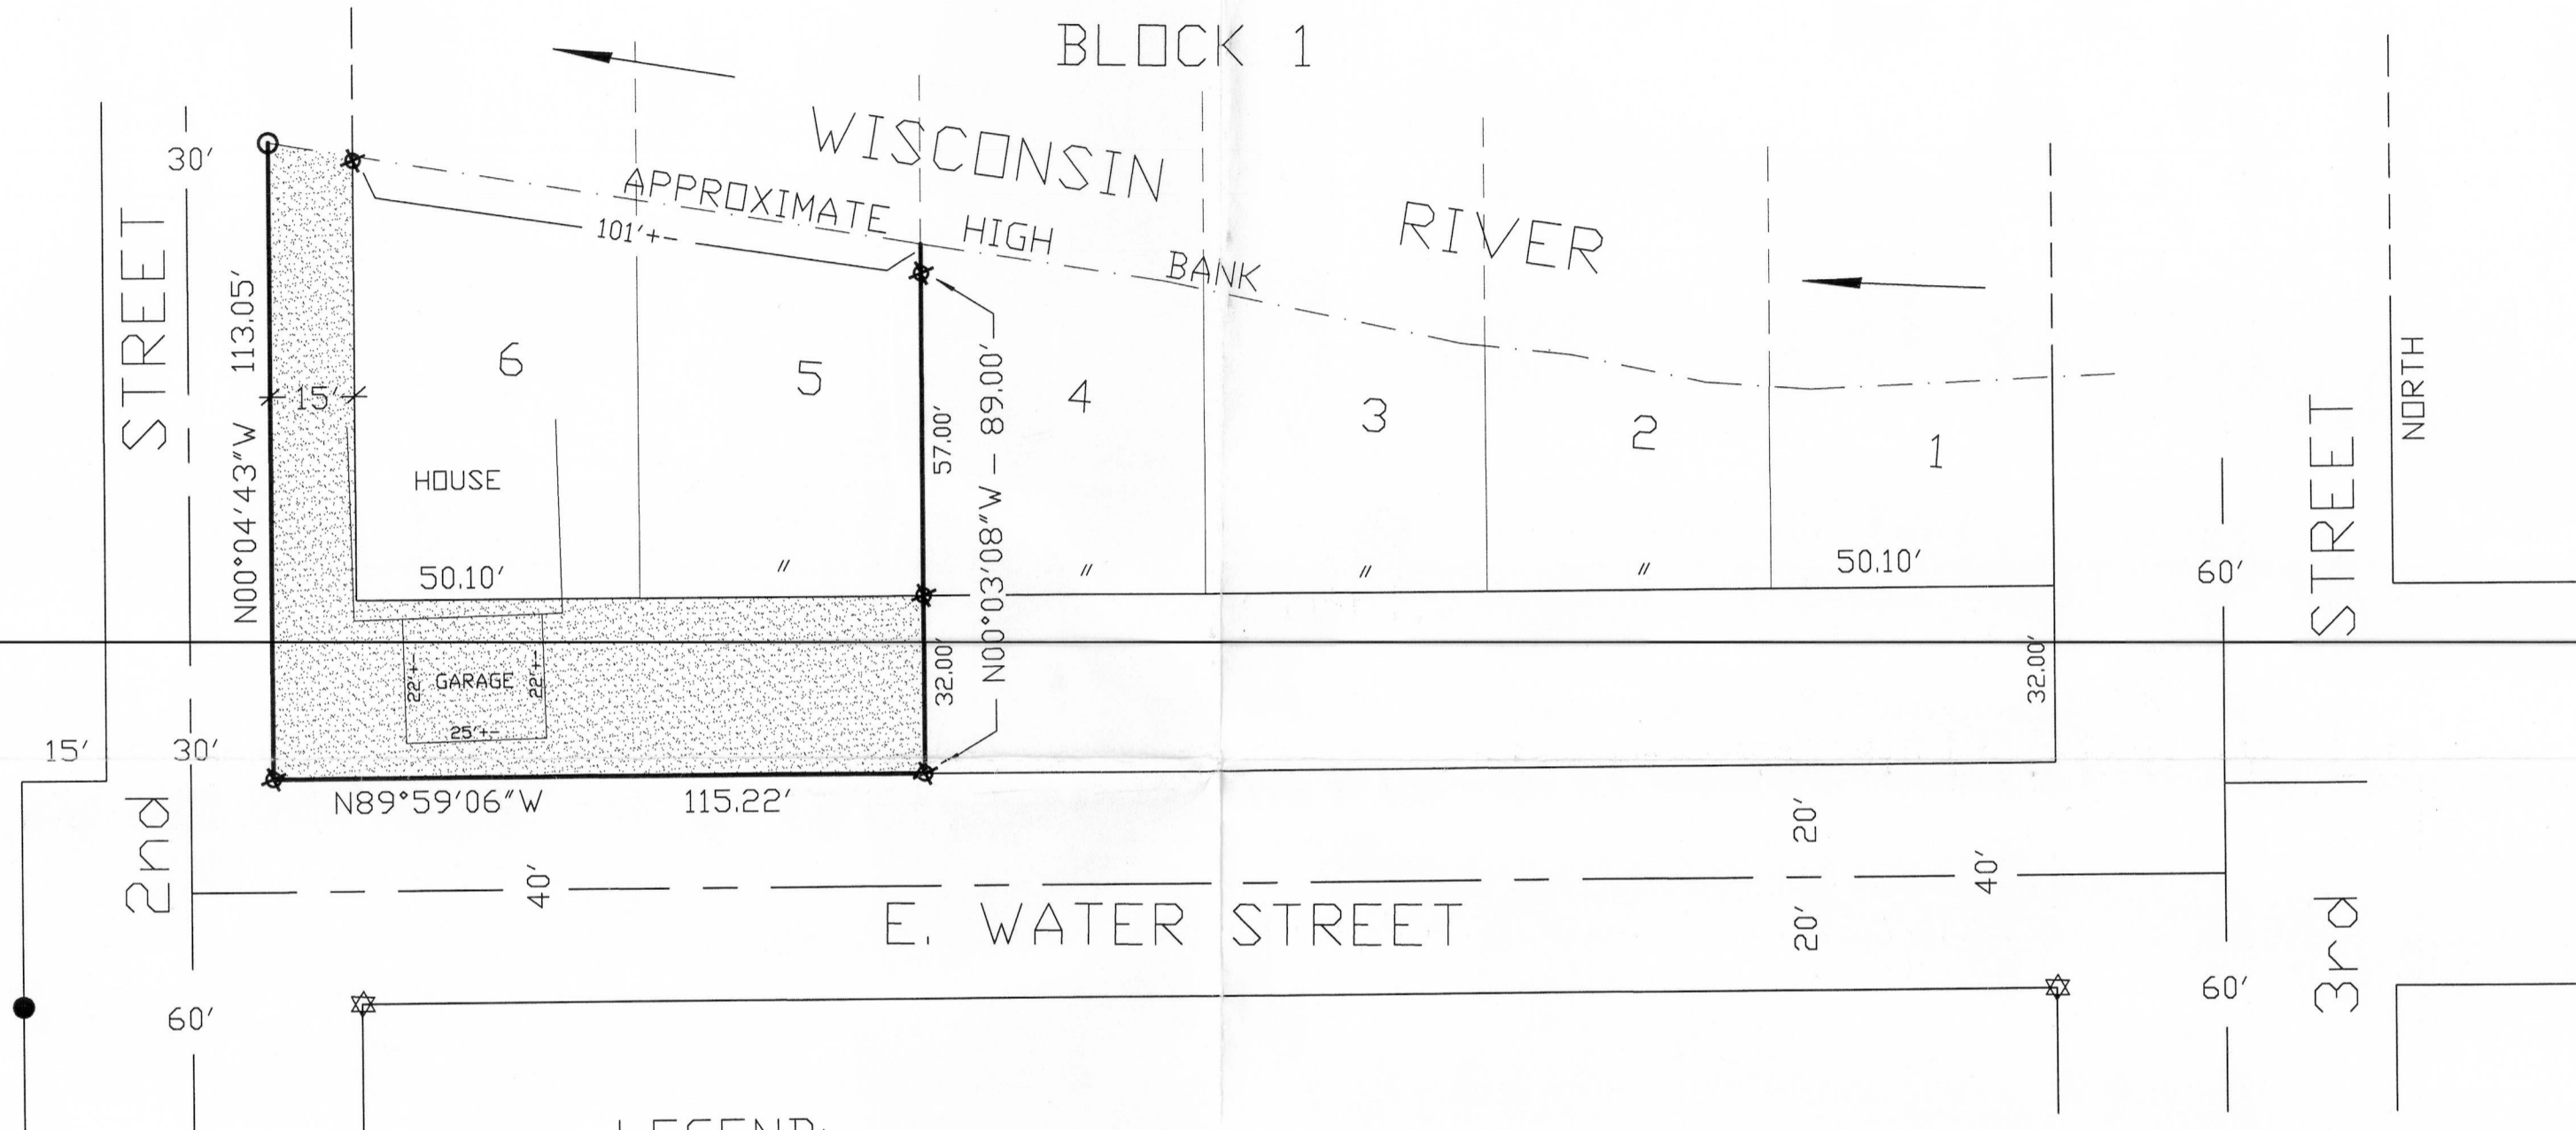 BLOCK 1
WISCONSIN
RIVER
APPROXIMATE
HIGH
BANK
30'
101'+-
STREET
113.05'
N00°04'43"W
15'
6
5
4
3
2
1
HOUSE
57.00'
N00°03'08"W - 89.00'
50.10'
"
"
"
"
50.10'
60'
STREET
NORTH
22'+-
GARAGE
22'+-
25'+-
32.00'
32.00'
15'
30'
N89°59'06"W
115.22'
2nd
40'
20'
20'
40'
E. WATER STREET
60'
60'
3rd
LEGEND: